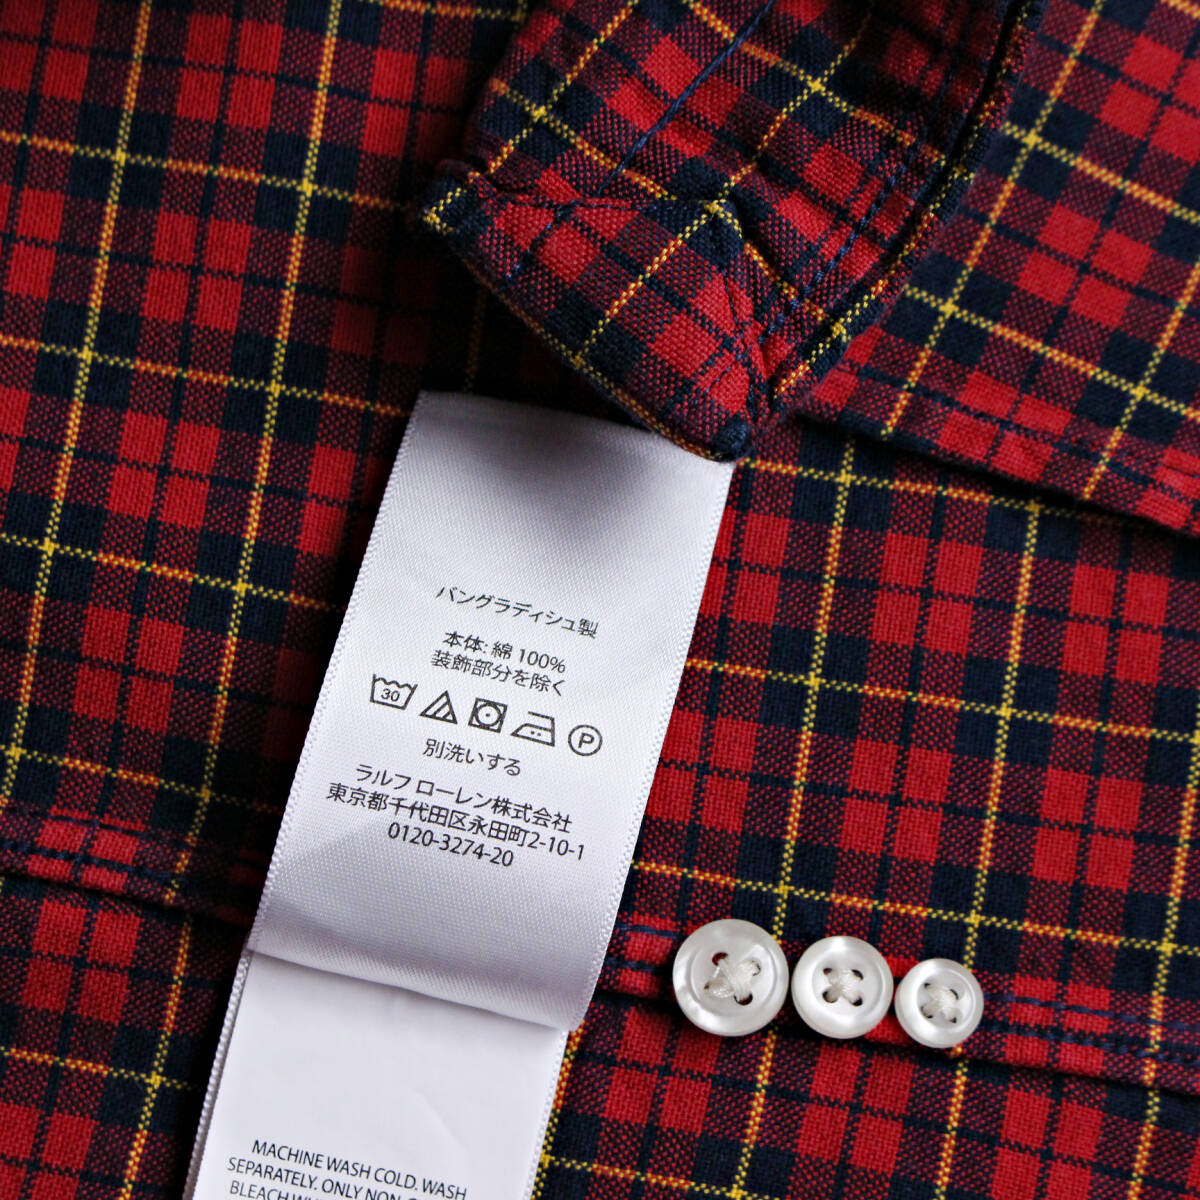 バングラデイシュ製
本体: 綿 100%
装飾部分を除く
30 P
別洗いする
ラルフ ローレン株式会社
東京都千代田区永田町2-10-1
0120-3274-20
MACHINE WASH COLD. WASH
SEPARATELY. ONLY NON-
BLEACH